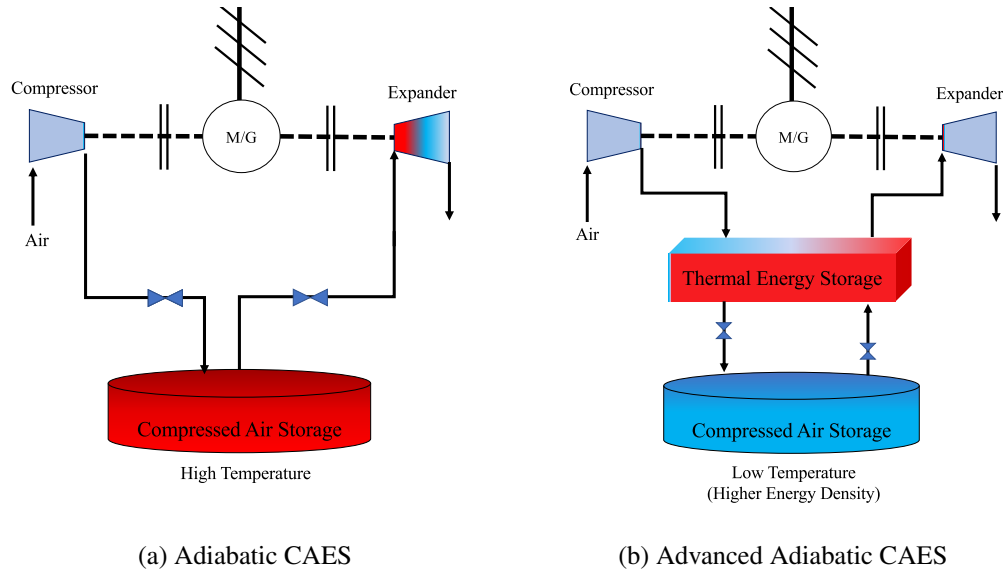 Compressor
Expander
M/G
Air
Compressed Air Storage
High Temperature
(a) Adiabatic CAES
Compressor
Expander
M/G
Air
Thermal Energy Storage
Compressed Air Storage
Low Temperature
(Higher Energy Density)
(b) Advanced Adiabatic CAES